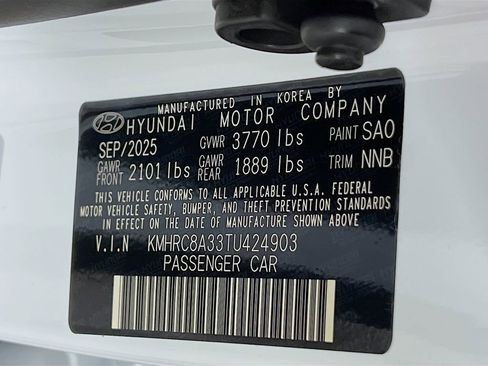 MANUFACTURED IN KOREA BY
HYUNDAI MOTOR COMPANY
SEP/2025 GVWR 3770 lbs PAINT SAO
GAWR FRONT 2101 lbs GAWR REAR 1889 lbs TRIM NNB
THIS VEHICLE CONFORMS TO ALL APPLICABLE U.S.A. FEDERAL
MOTOR VEHICLE SAFETY, BUMPER, AND THEFT PREVENTION STANDARDS
IN EFFECT ON THE DATE OF MANUFACTURE SHOWN ABOVE.
V.I.N KMHRC8A33TU424903
PASSENGER CAR